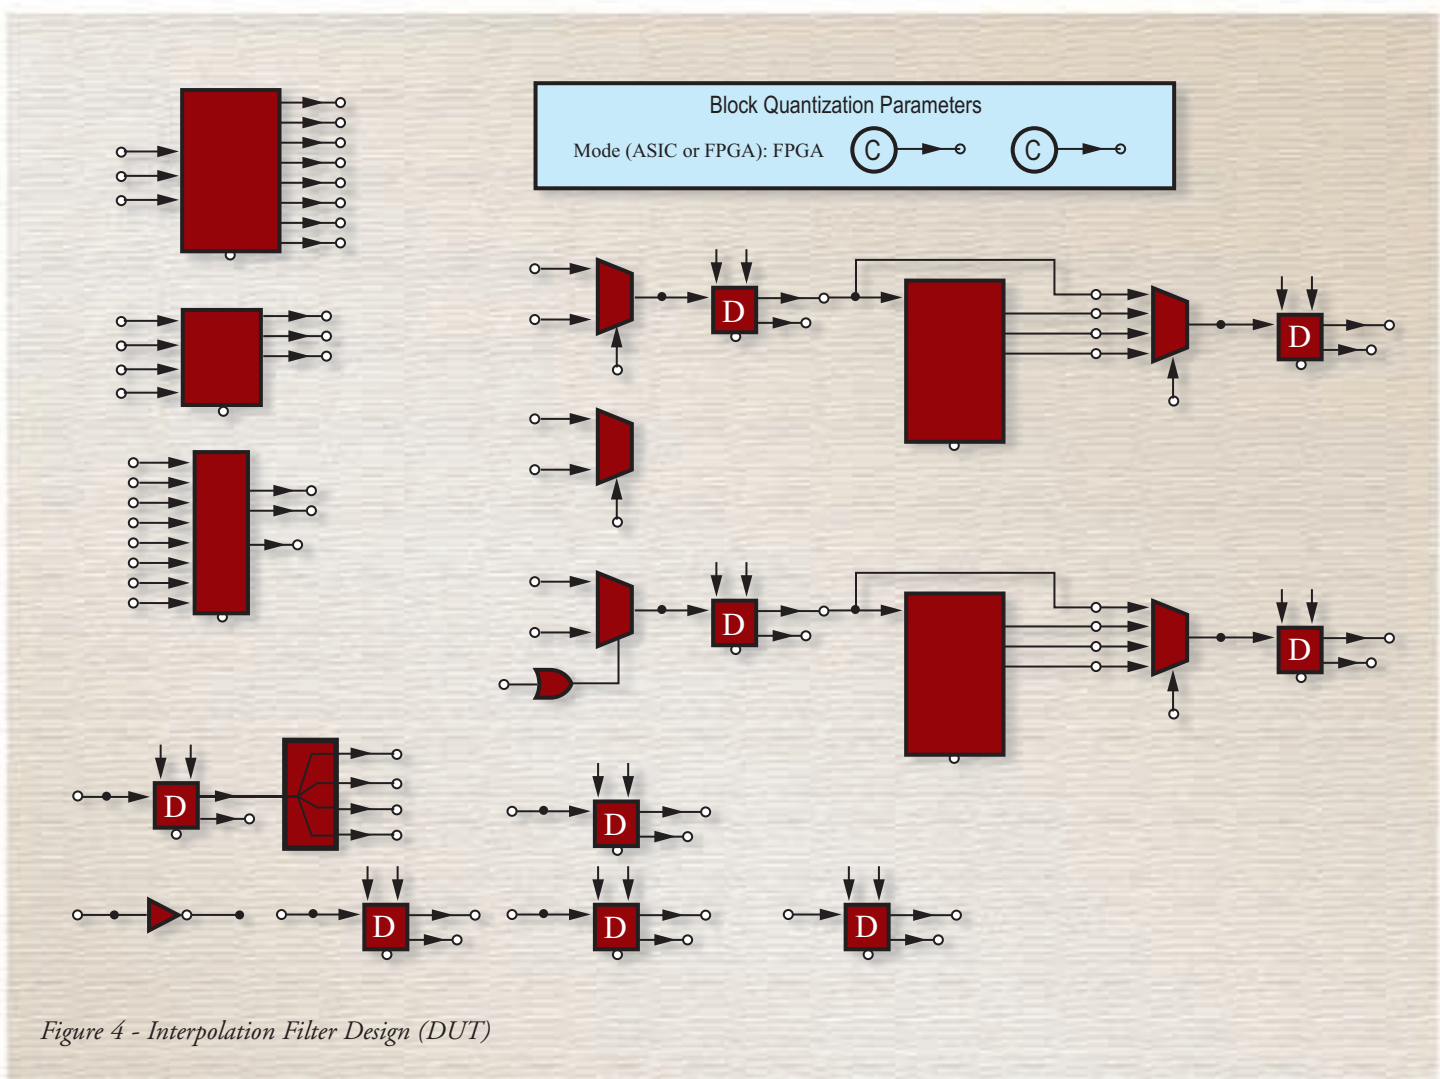 Block Quantization Parameters
Mode (ASIC or FPGA): FPGA
C
C
D
D
D
D
D
D
D
D
D
Figure 4 - Interpolation Filter Design (DUT)